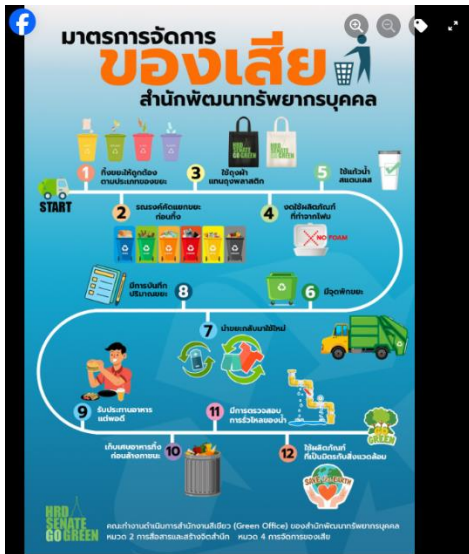 มาตรการจัดการ
ของเสีย
สำนักพัฒนาทรัพยากรบุคคล
HRD
SENATE
GO GREEN
HRD
SENATE
GO GREEN
1
ทิ้งขยะให้ถูกต้อง
ตามประเภทของขยะ
3
ใช้ถุงผ้า
แทนถุงพลาสติก
5
ใช้แก้วน้ำ
สแตนเลส
START
2
รณรงค์คัดแยกขยะ
ก่อนทิ้ง
4
งดใช้ผลิตภัณฑ์
ที่ทำจากโฟม
NO FOAM
มีการบันทึก
ปริมาณขยะ
8
6
มีจุดพักขยะ
7
นำขยะกลับมาใช้ใหม่
9
รับประทานอาหาร
แต่พอดี
11
มีการตรวจสอบ
การรั่วไหลของน้ำ
GO
GREEN
เก็บเศษอาหารทิ้ง
ก่อนล้างภาชนะ
10
12
ใช้ผลิตภัณฑ์
ที่เป็นมิตรกับสิ่งแวดล้อม
SAVE the EARTH
HRD
SENATE
GO GREEN
คณะทำงานดำเนินการสำนักงานสีเขียว (Green Office) ของสำนักพัฒนาทรัพยากรบุคคล
หมวด 2 การสื่อสารและสร้างจิตสำนึก หมวด 4 การจัดการของเสีย